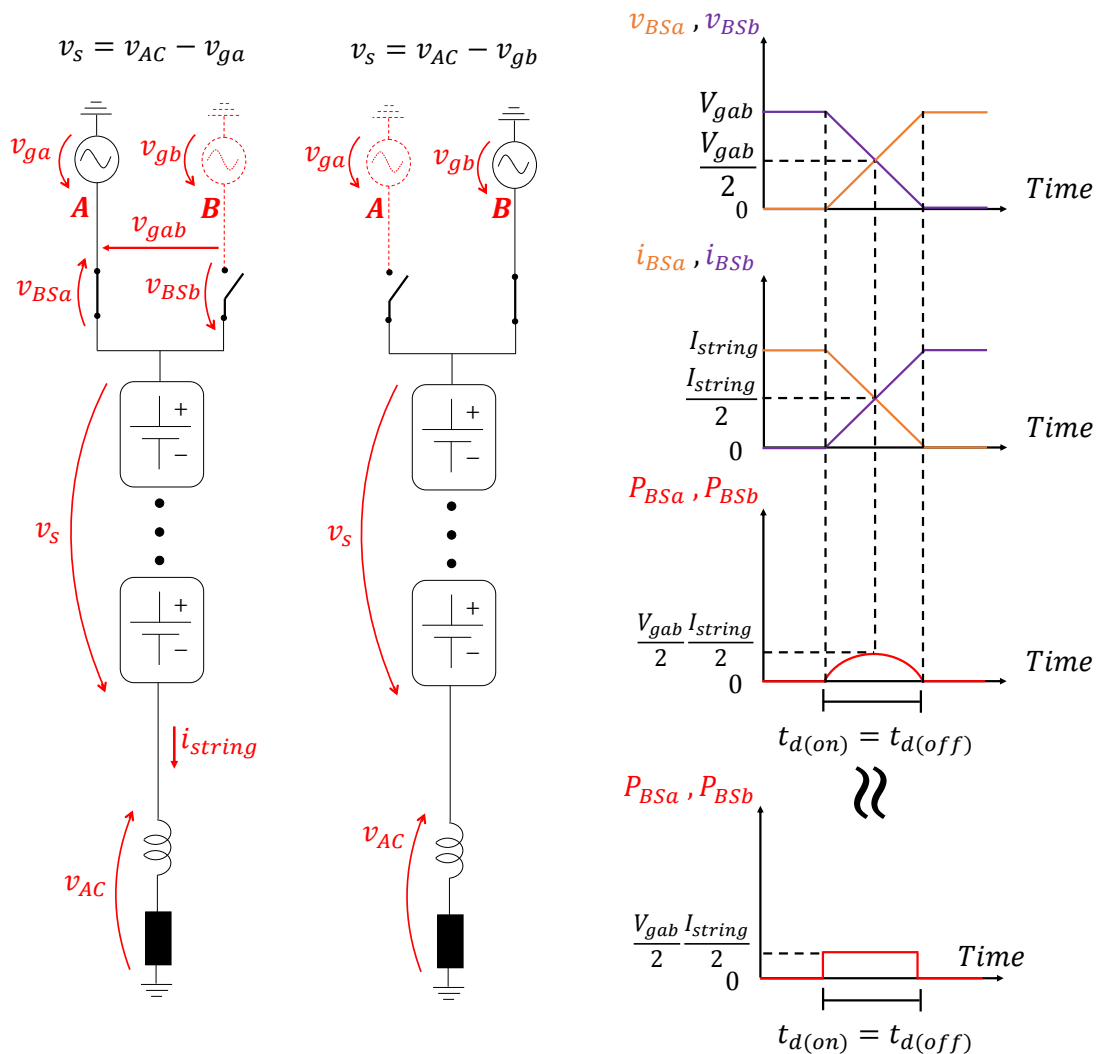 v_s = v_AC − v_ga
v_ga
v_gb
A
B
v_gab
v_BSa
v_BSb
+
−
v_s
+
−
i_string
v_AC
v_s = v_AC − v_gb
v_ga
v_gb
A
B
+
−
v_s
+
−
v_AC
v_BSa , v_BSb
V_gab
V_gab/2
0
Time
i_BSa , i_BSb
I_string
I_string/2
0
Time
P_BSa , P_BSb
V_gab/2 I_string/2
0
Time
t_d(on) = t_d(off)
≈
P_BSa , P_BSb
V_gab/2 I_string/2
0
Time
t_d(on) = t_d(off)